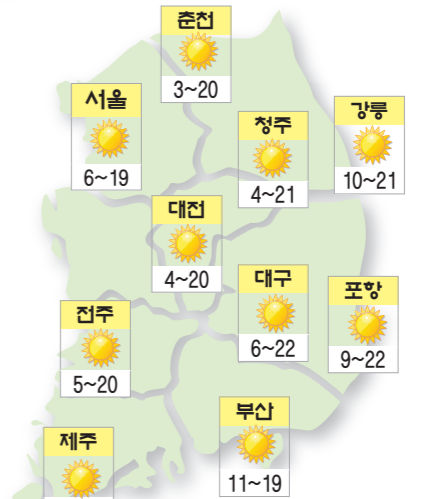 춘천
3~20
서울
6~19
강릉
10~21
청주
4~21
대전
4~20
대구
6~22
포항
9~22
전주
5~20
부산
11~19
제주